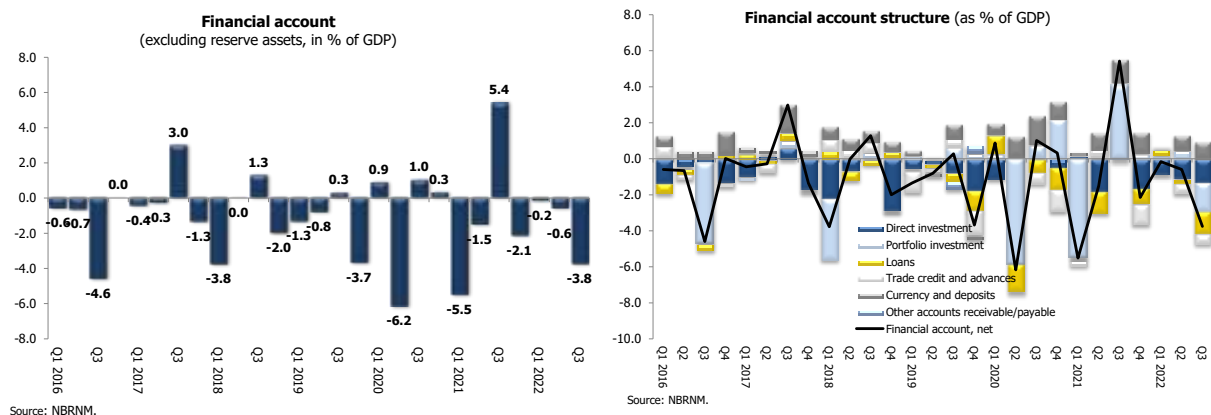 Financial account
(excluding reserve assets, in % of GDP)
8.0
6.0
4.0
2.0
0.0
-2.0
-4.0
-6.0
-8.0
-0.6
-0.7
-4.6
0.0
-0.4
-0.3
3.0
-1.3
-3.8
0.0
1.3
-2.0
-1.3
-0.8
0.3
-3.7
0.9
-6.2
1.0
0.3
-5.5
-1.5
5.4
-2.1
-0.2
-0.6
-3.8
Q1 2016
Q3
Q1 2017
Q3
Q1 2018
Q3
Q1 2019
Q3
Q1 2020
Q3
Q1 2021
Q3
Q1 2022
Q3
Source: NBRNM.
Financial account structure (as % of GDP)
8.0
6.0
4.0
2.0
0.0
-2.0
-4.0
-6.0
-8.0
-10.0
Direct investment
Portfolio investment
Loans
Trade credit and advances
Currency and deposits
Other accounts receivable/payable
Financial account, net
Q1 2016
Q2
Q3
Q4
Q1 2017
Q2
Q3
Q4
Q1 2018
Q2
Q3
Q4
Q1 2019
Q2
Q3
Q4
Q1 2020
Q2
Q3
Q4
Q1 2021
Q2
Q3
Q4
Q1 2022
Q2
Q3
Source: NBRNM.